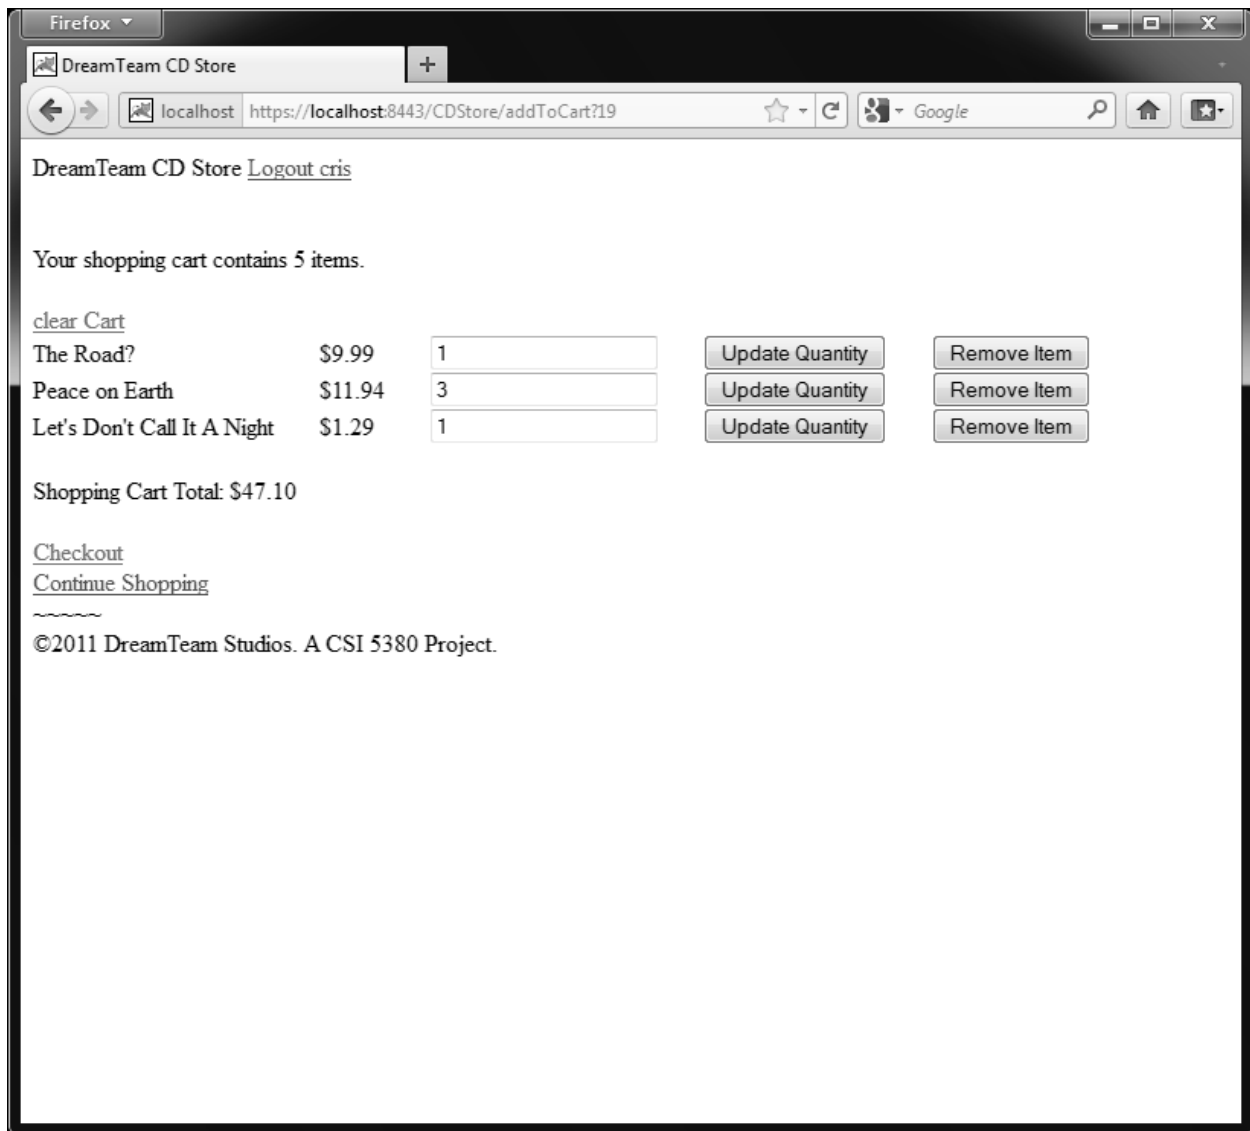 Firefox
DreamTeam CD Store
localhost https://localhost:8443/CDStore/addToCart?19 Google
DreamTeam CD Store Logout cris
Your shopping cart contains 5 items.
clear Cart
The Road? $9.99 1 Update Quantity Remove Item
Peace on Earth $11.94 3 Update Quantity Remove Item
Let's Don't Call It A Night $1.29 1 Update Quantity Remove Item
Shopping Cart Total: $47.10
Checkout
Continue Shopping
~~~~~
©2011 DreamTeam Studios. A CSI 5380 Project.